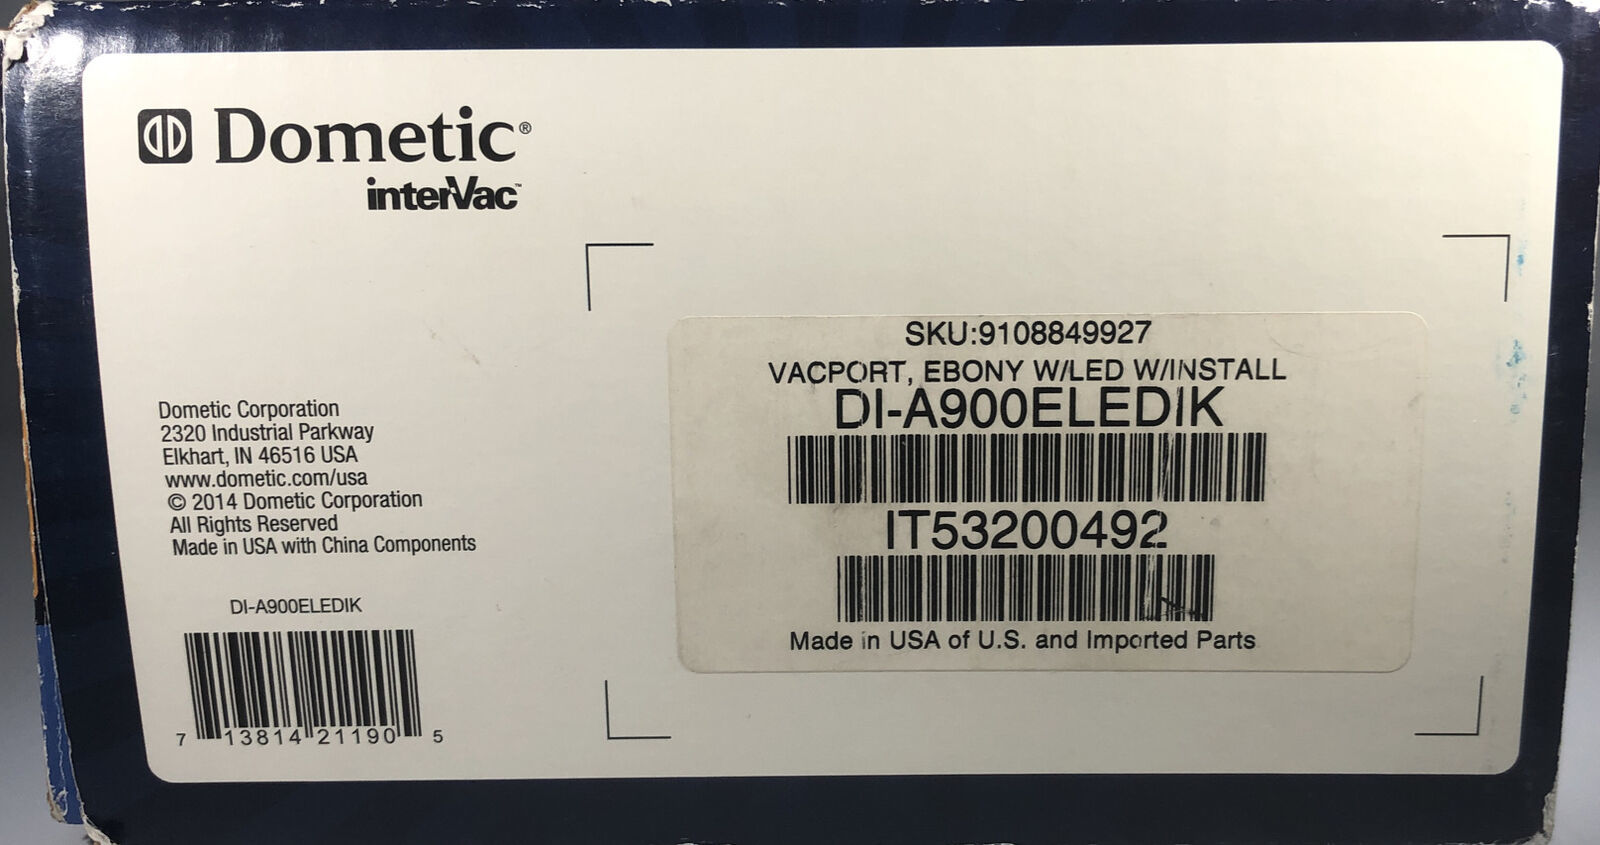 Dometic®
interVac™
Dometic Corporation
2320 Industrial Parkway
Elkhart, IN 46516 USA
www.dometic.com/usa
© 2014 Dometic Corporation
All Rights Reserved
Made in USA with China Components
DI-A900ELEDIK
7 13814 21190 5
SKU:9108849927
VACPORT, EBONY W/LED W/INSTALL
DI-A900ELEDIK
IT53200492
Made in USA of U.S. and Imported Parts